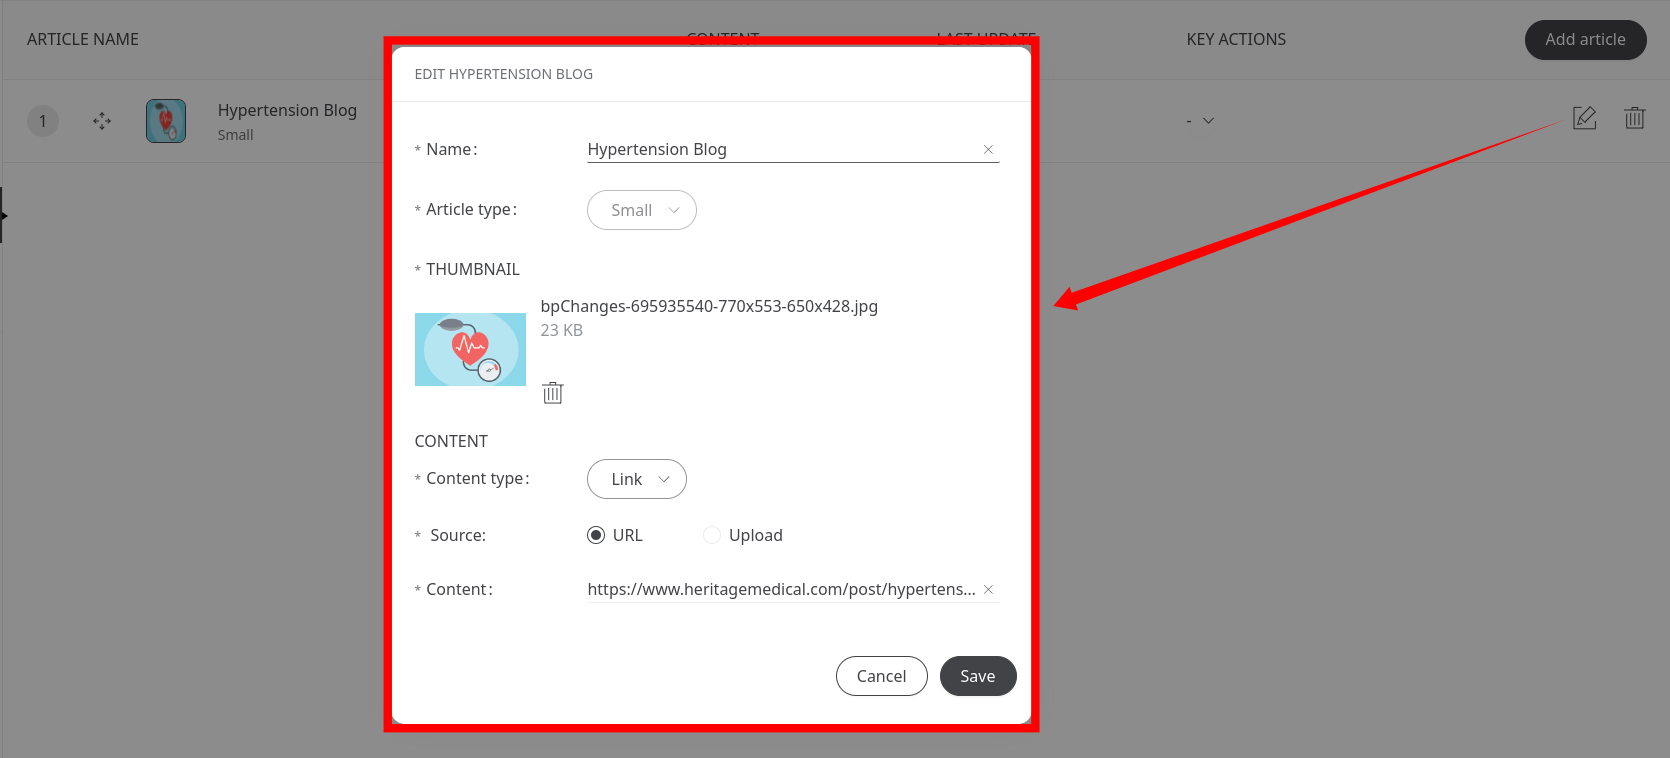 ARTICLE NAME CONTENT LAST UPDATE KEY ACTIONS Add article
1 Hypertension Blog -
Small
EDIT HYPERTENSION BLOG
* Name: Hypertension Blog
* Article type: Small
* THUMBNAIL
bpChanges-695935540-770x553-650x428.jpg
23 KB
CONTENT
* Content type: Link
* Source: URL Upload
* Content: https://www.heritagemedical.com/post/hypertens...
Cancel Save